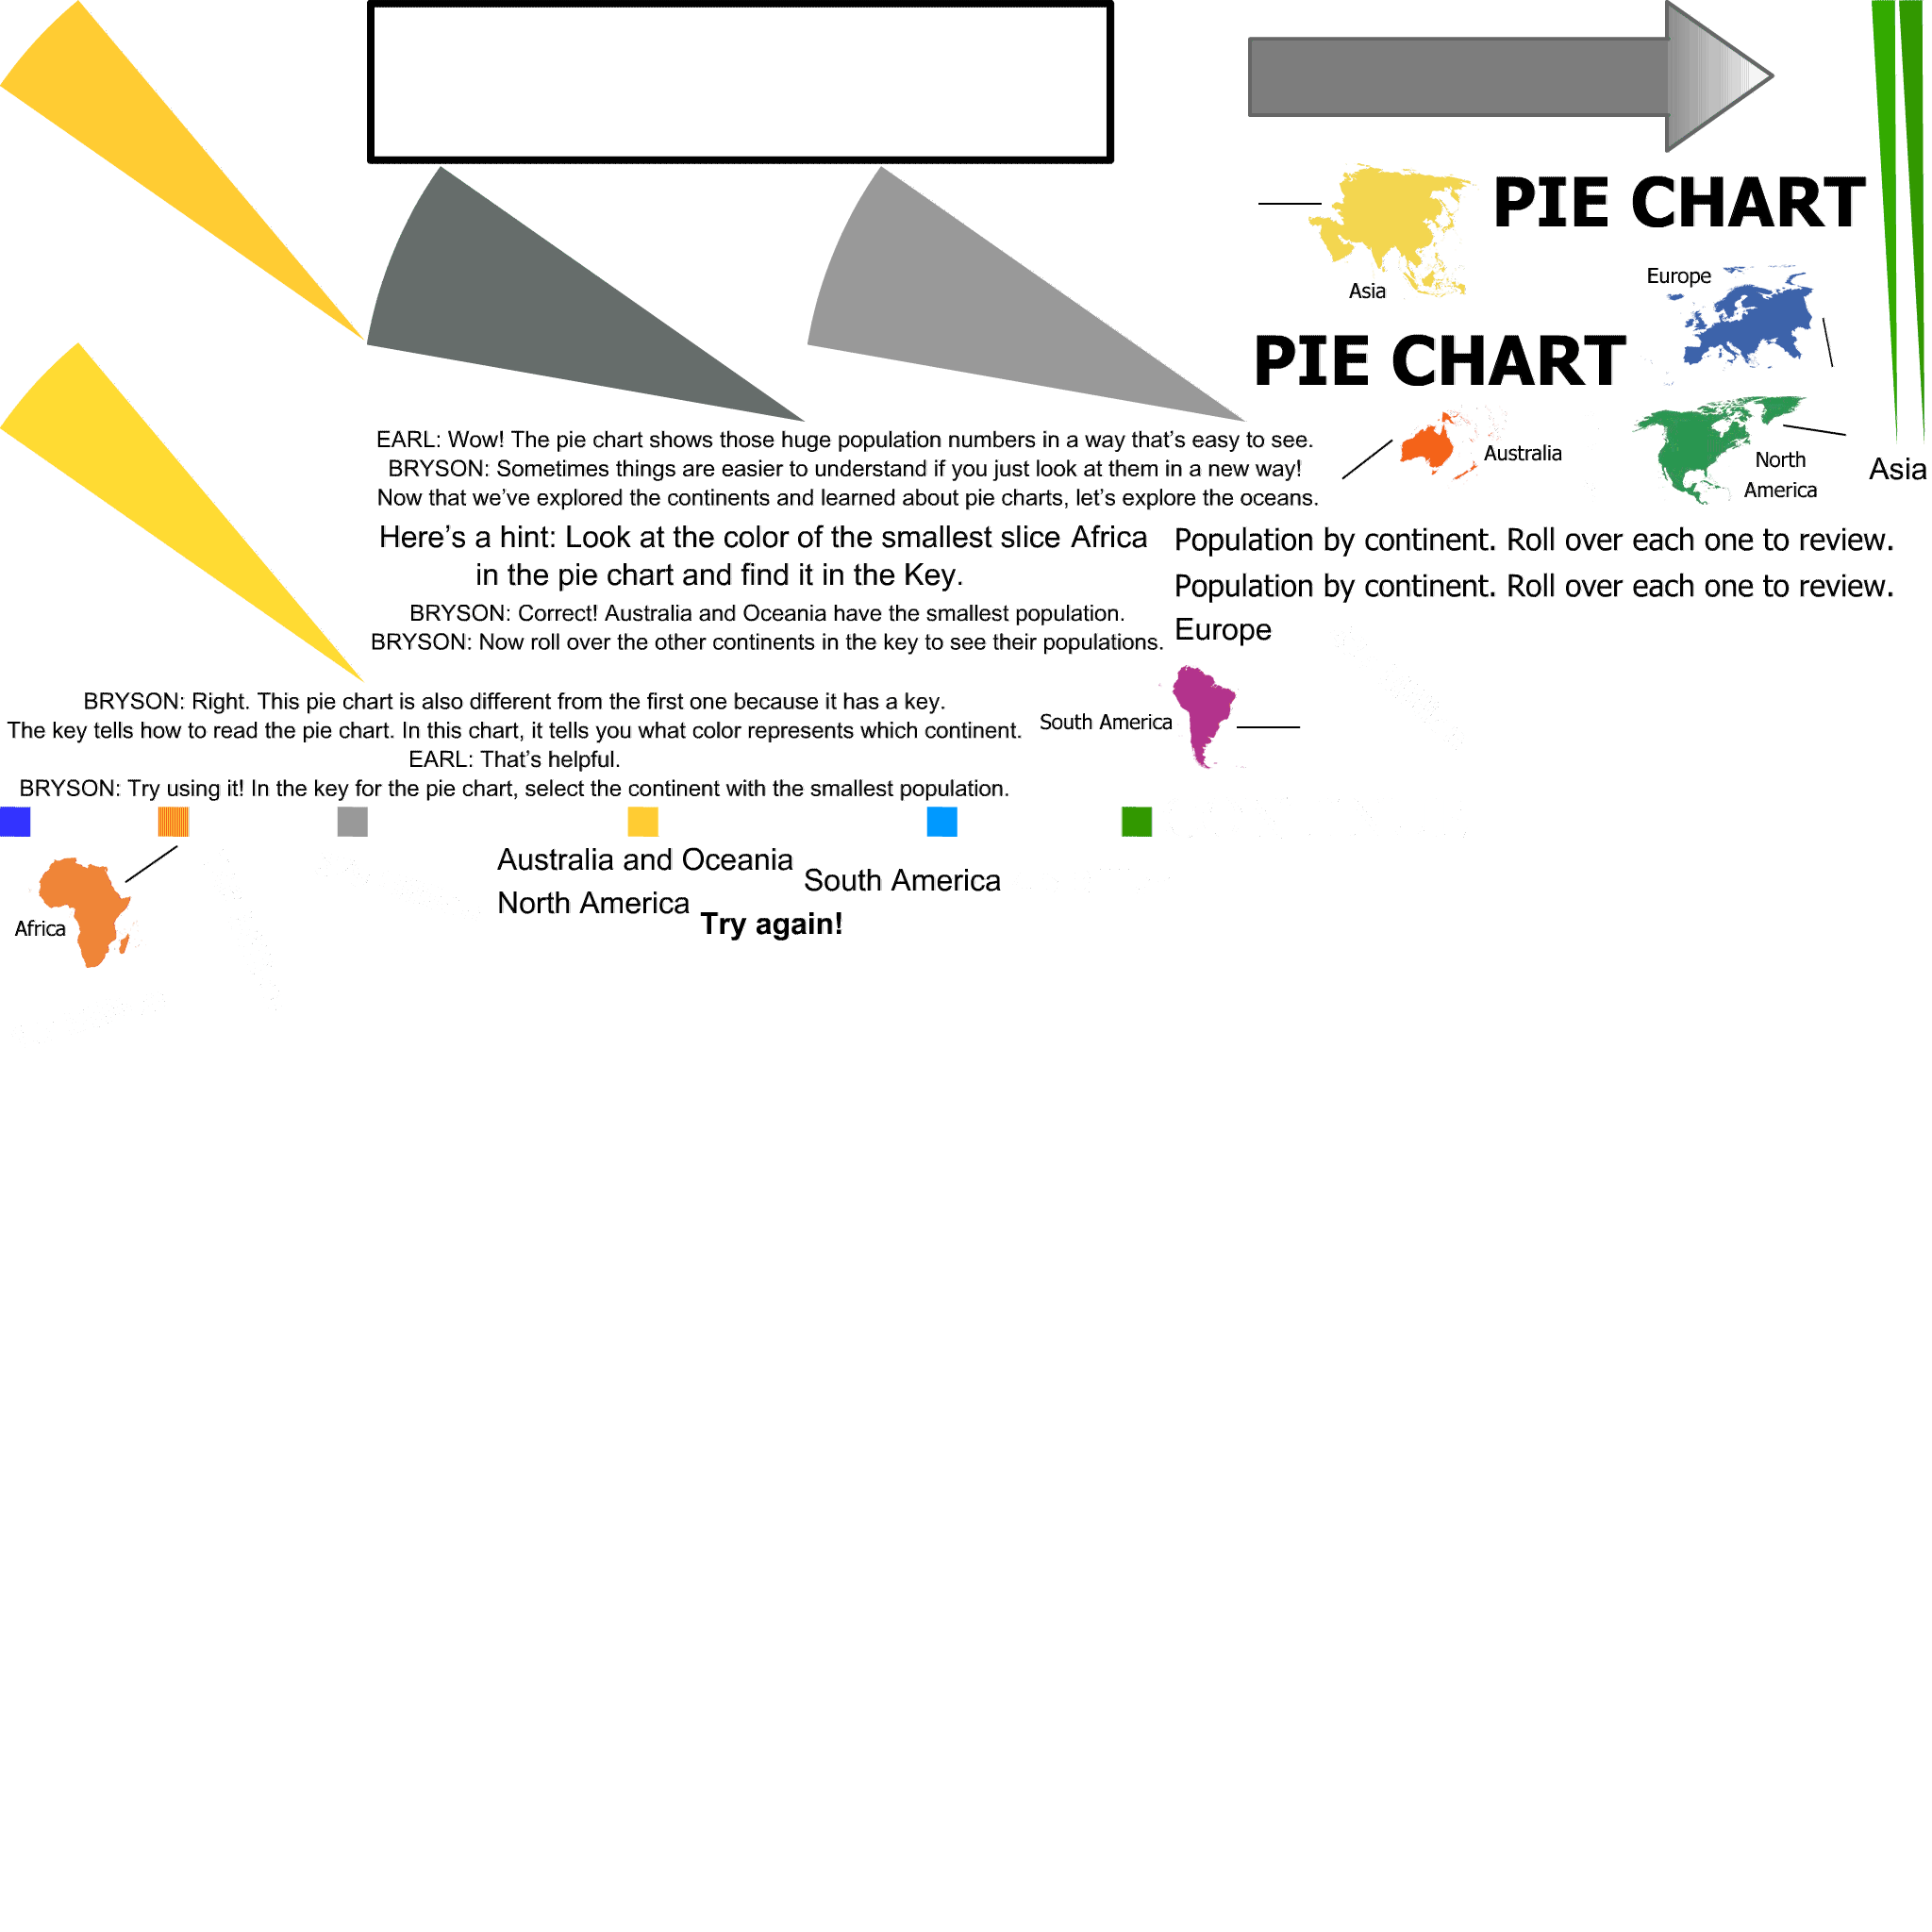 PIE CHART
Asia
Europe
PIE CHART
Australia
North
America
Asia
EARL: Wow! The pie chart shows those huge population numbers in a way that’s easy to see.
BRYSON: Sometimes things are easier to understand if you just look at them in a new way!
Now that we’ve explored the continents and learned about pie charts, let’s explore the oceans.
Here’s a hint: Look at the color of the smallest slice
in the pie chart and find it in the Key.
Africa
Population by continent. Roll over each one to review.
Population by continent. Roll over each one to review.
BRYSON: Correct! Australia and Oceania have the smallest population.
BRYSON: Now roll over the other continents in the key to see their populations.
Europe
BRYSON: Right. This pie chart is also different from the first one because it has a key.
The key tells how to read the pie chart. In this chart, it tells you what color represents which continent.
EARL: That’s helpful.
BRYSON: Try using it! In the key for the pie chart, select the continent with the smallest population.
South America
Australia and Oceania
South America
North America
Try again!
Africa